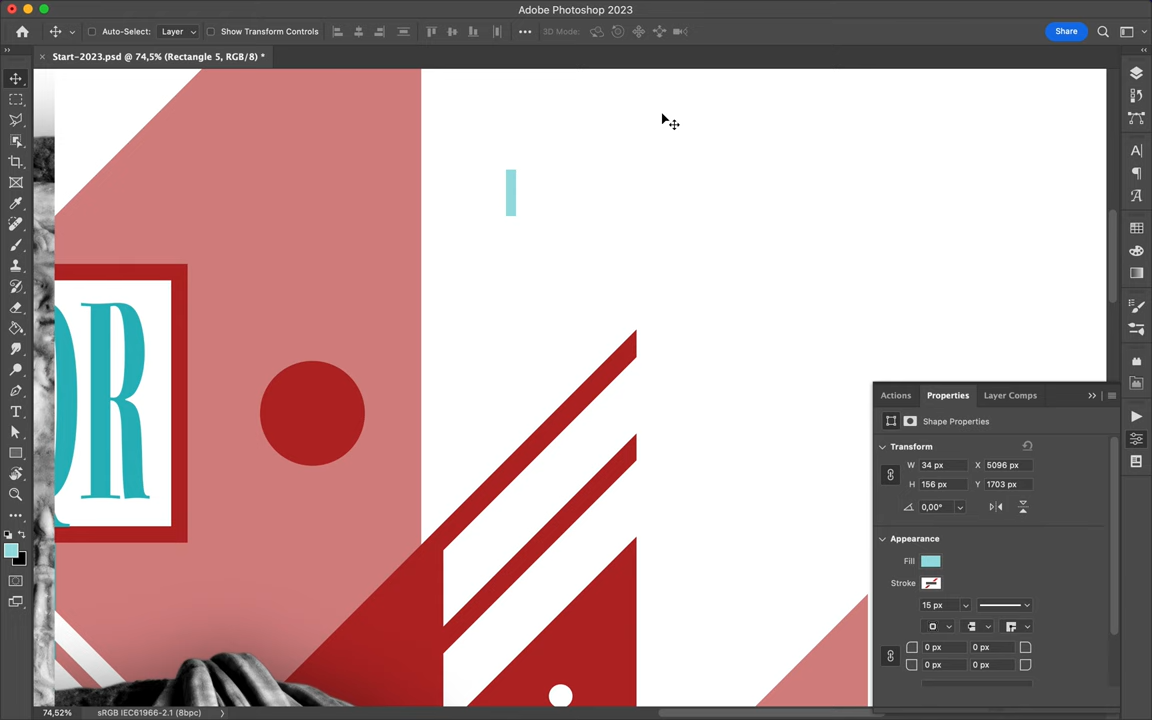 Adobe Photoshop 2023
Auto-Select: Layer Show Transform Controls 3D Mode: Share
Start-2023.psd @ 74,5% (Rectangle 5, RGB/8) *
OR
Actions Properties Layer Comps
Shape Properties
Transform
W 34 px X 5096 px
H 156 px Y 1703 px
0,00°
Appearance
Fill
Stroke
15 px
0 px 0 px
0 px 0 px
74,52% sRGB IEC61966-2.1 (8bpc)